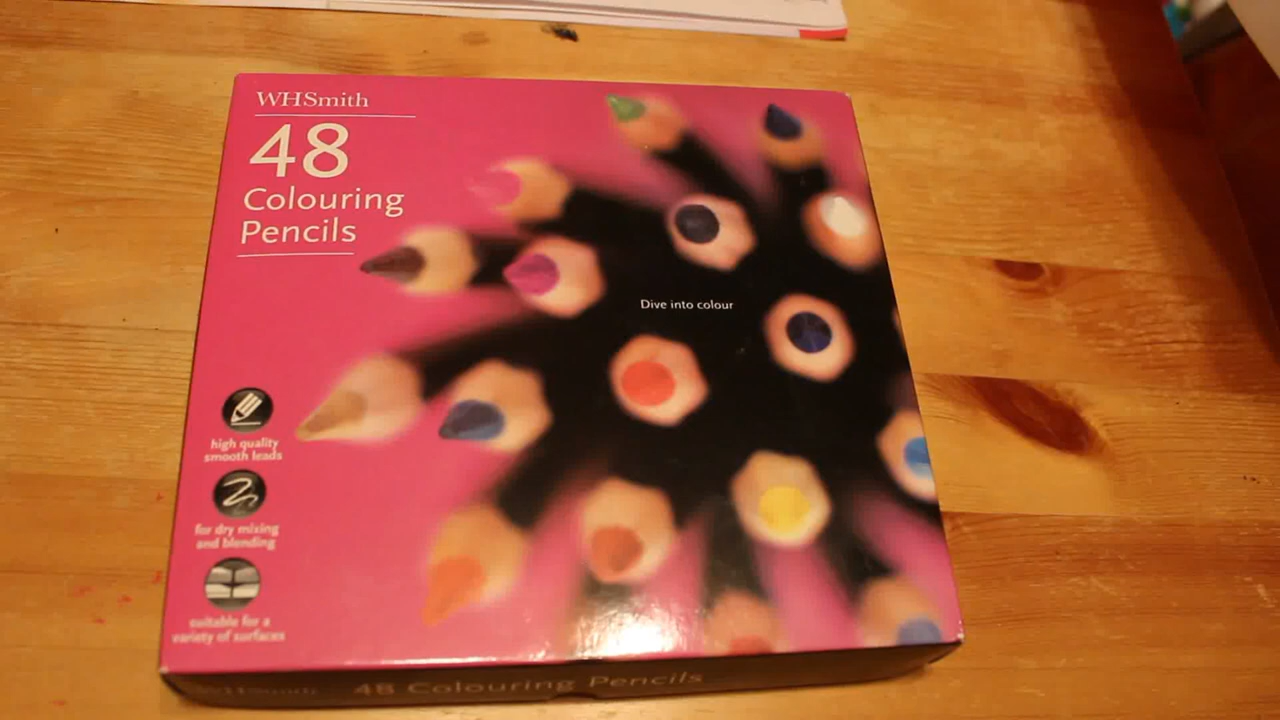 WHSmith
48
Colouring
Pencils
Dive into colour
high quality
smooth leads
for dry mixing
and blending
suitable for a
variety of surfaces
WHSmith 48 Colouring Pencils